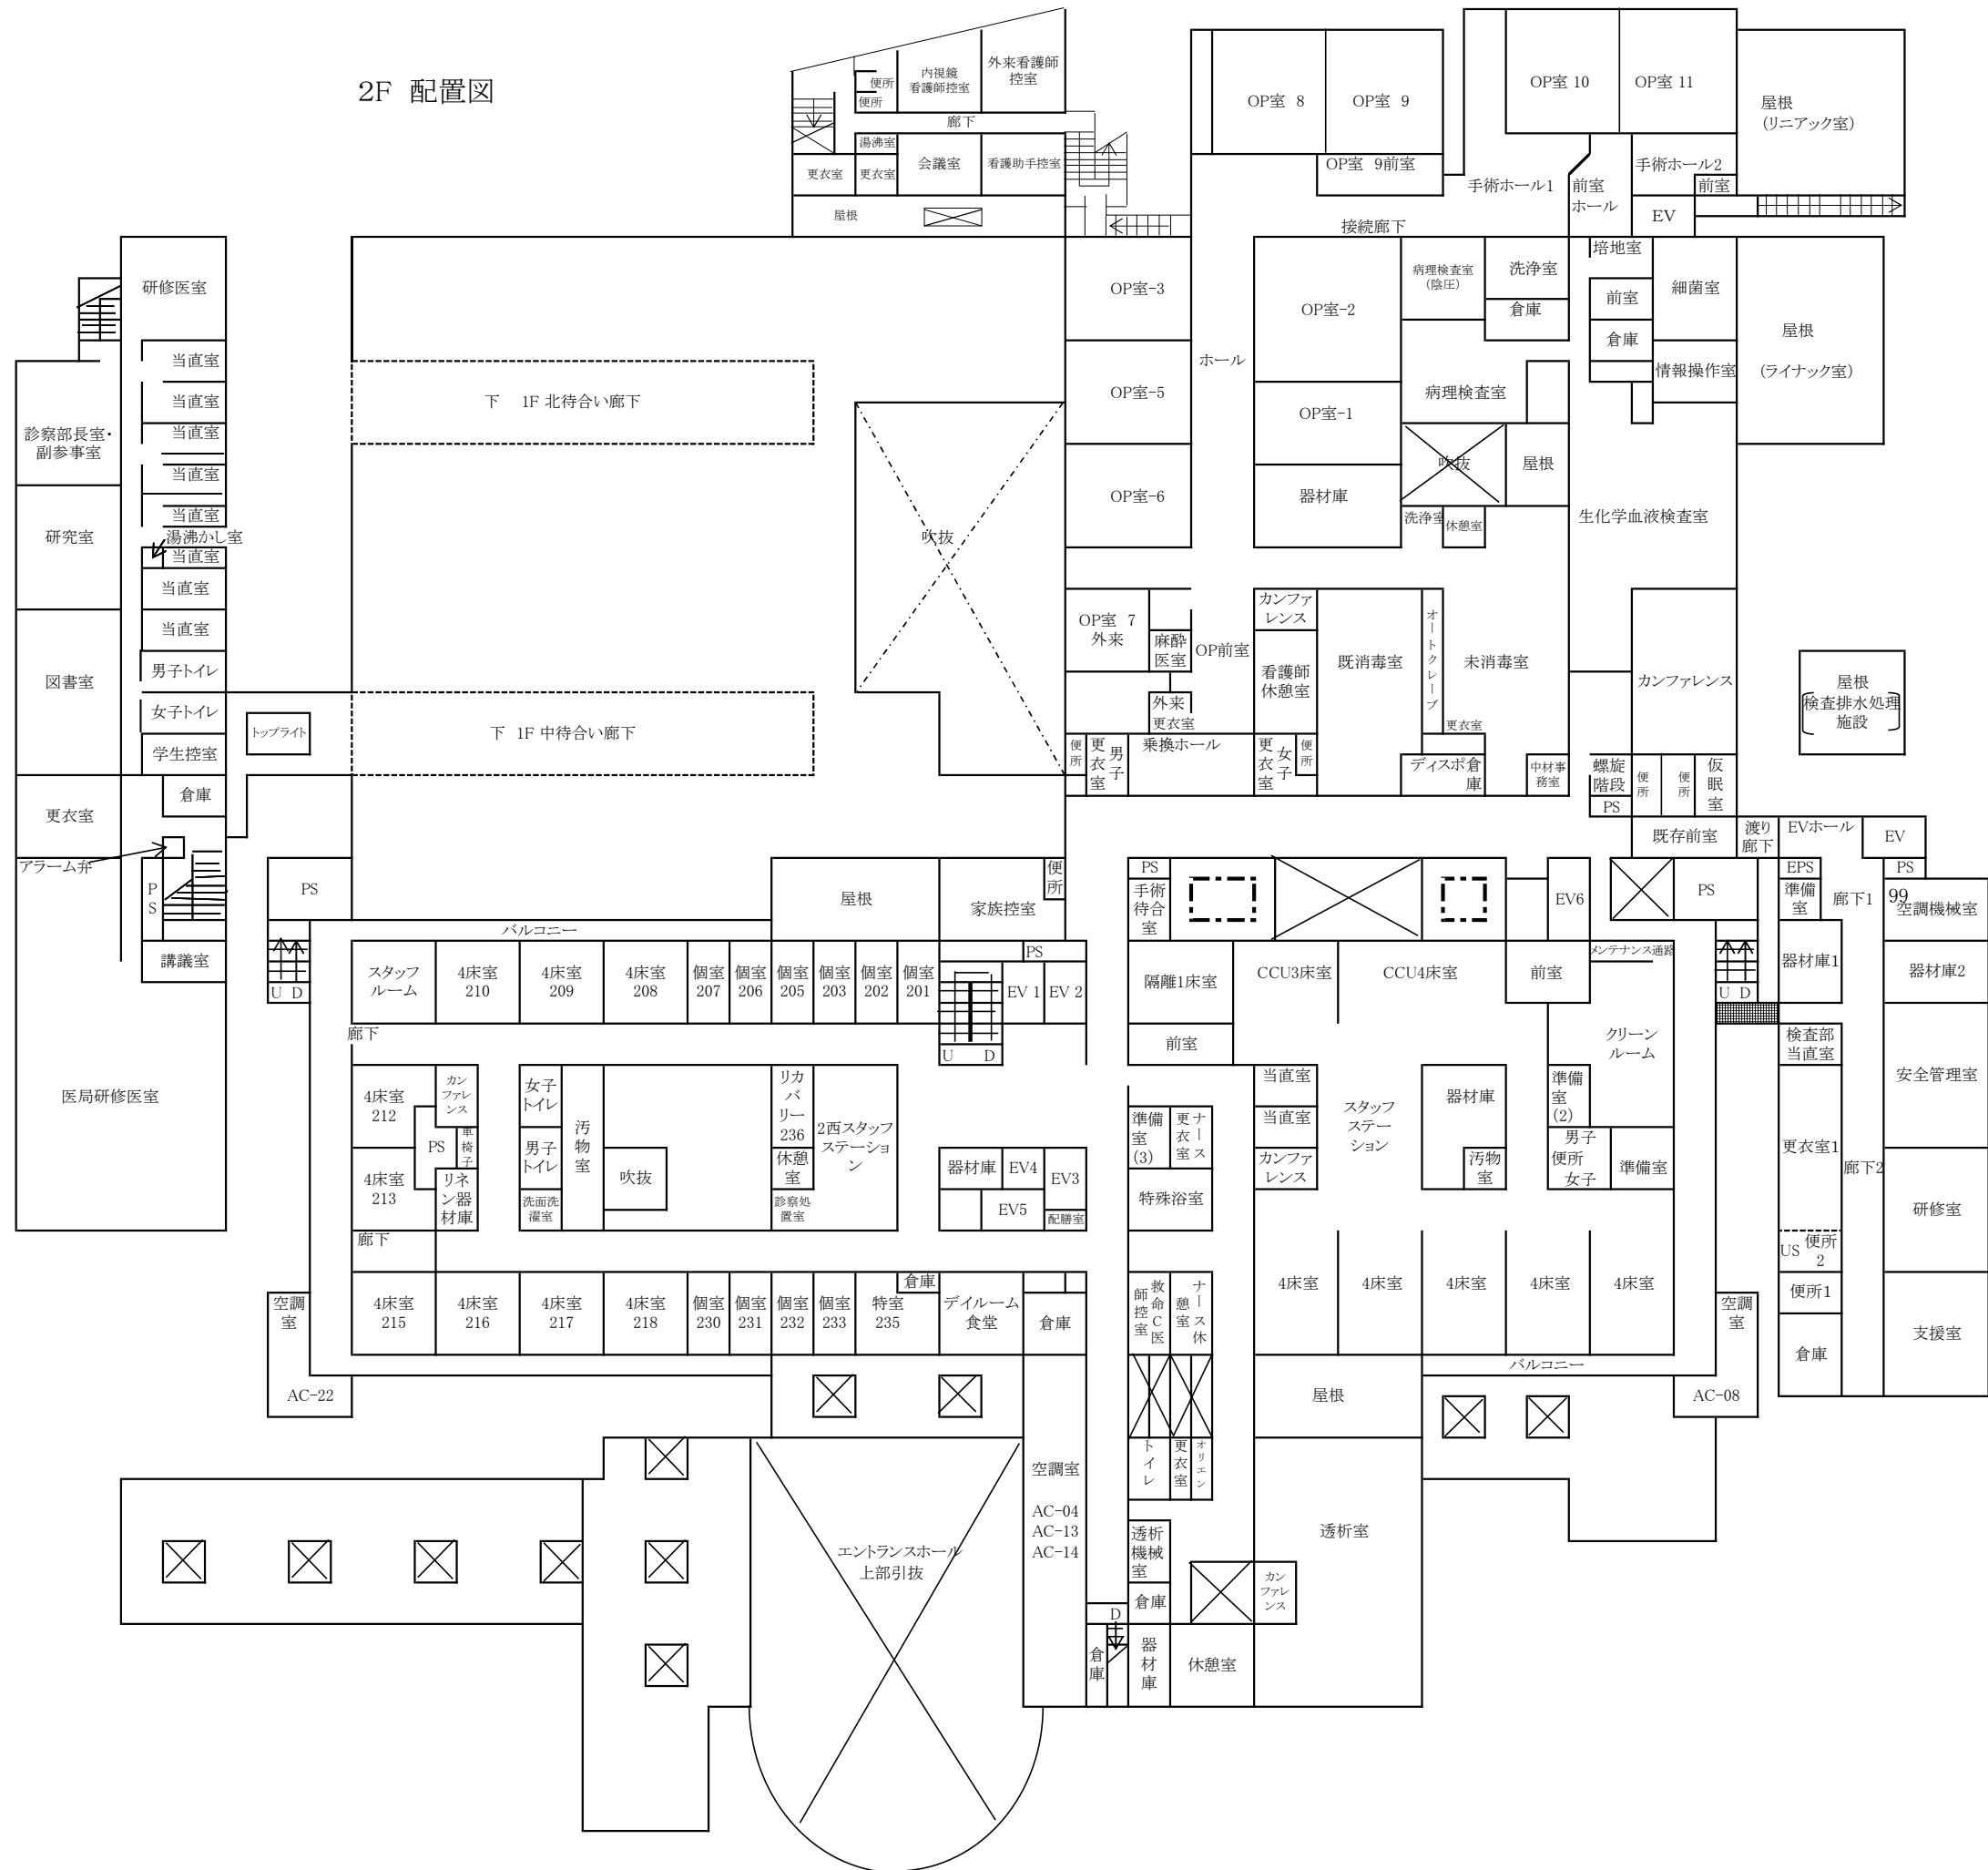 2F 配置図
便所
便所
内視鏡
看護師控室
外来看護師
控室
廊下
湯沸室
更衣室
更衣室
会議室
看護助手控室
屋根
OP室 8
OP室 9
OP室 9前室
OP室 10
OP室 11
屋根
(リニアック室)
手術ホール1
前室
ホール
手術ホール2
前室
EV
接続廊下
研修医室
当直室
当直室
当直室
当直室
当直室
湯沸かし室
当直室
当直室
当直室
男子トイレ
女子トイレ
学生控室
倉庫
診察部長室・
副参事室
研究室
図書室
更衣室
アラーム弁
PS
講議室
医局研修医室
トップライト
下 1F 北待合い廊下
下 1F 中待合い廊下
吹抜
OP室-3
OP室-5
OP室-6
ホール
OP室-2
OP室-1
器材庫
病理検査室
(陰圧)
洗浄室
倉庫
病理検査室
吹抜
屋根
洗浄室
休憩室
培地室
前室
倉庫
細菌室
情報操作室
屋根
(ライナック室)
生化学血液検査室
OP室 7
外来
麻酔
医室
OP前室
外来
更衣室
カンファ
レンス
看護師
休憩室
既消毒室
オートクレーブ
未消毒室
更衣室
カンファレンス
屋根
検査排水処理
施設
便所
更衣室
男子
乗換ホール
更衣室
女子
便所
ディスポ倉
庫
中材事
務室
螺旋
階段
PS
便所
便所
仮眠室
既存前室
渡り
廊下
EVホール
EV
PS
屋根
家族控室
便所
PS
手術
待合
室
EV6
PS
EPS
準備
室
廊下1
99
PS
空調機械室
バルコニー
スタッフ
ルーム
4床室
210
4床室
209
4床室
208
個室
207
個室
206
個室
205
個室
203
個室
202
個室
201
PS
EV 1
EV 2
U D
U D
隔離1床室
CCU3床室
CCU4床室
前室
メンテナンス通路
U D
器材庫1
器材庫2
廊下
前室
クリーン
ルーム
検査部
当直室
安全管理室
4床室
212
カン
ファレ
ンス
PS
車椅子
4床室
213
リネ
ン器
材庫
女子
トイレ
男子
トイレ
洗面洗
濯室
汚物室
吹抜
リカ
バ
リー
236
休憩
室
診察処
置室
2西スタッフ
ステーショ
ン
器材庫
EV4
EV3
EV5
配膳室
準備
室
(3)
更衣室
ナース
特殊浴室
当直室
当直室
カンファ
レンス
スタッフ
ステー
ション
器材庫
汚物
室
準備
室
(2)
男子
便所
女子
準備室
更衣室1
廊下2
研修室
US
便所
2
便所1
倉庫
支援室
廊下
空調
室
AC-22
4床室
215
4床室
216
4床室
217
4床室
218
個室
230
個室
231
個室
232
個室
233
特室
235
倉庫
デイルーム
食堂
倉庫
師控室
救命C医
憩室
ナース休
4床室
4床室
4床室
4床室
4床室
空調
室
AC-08
バルコニー
屋根
トイレ
更衣室
オリエン
空調室
AC-04
AC-13
AC-14
エントランスホール
上部引抜
透析
機械
室
倉庫
透析室
カン
ファレ
ンス
D
倉庫
器材庫
休憩室